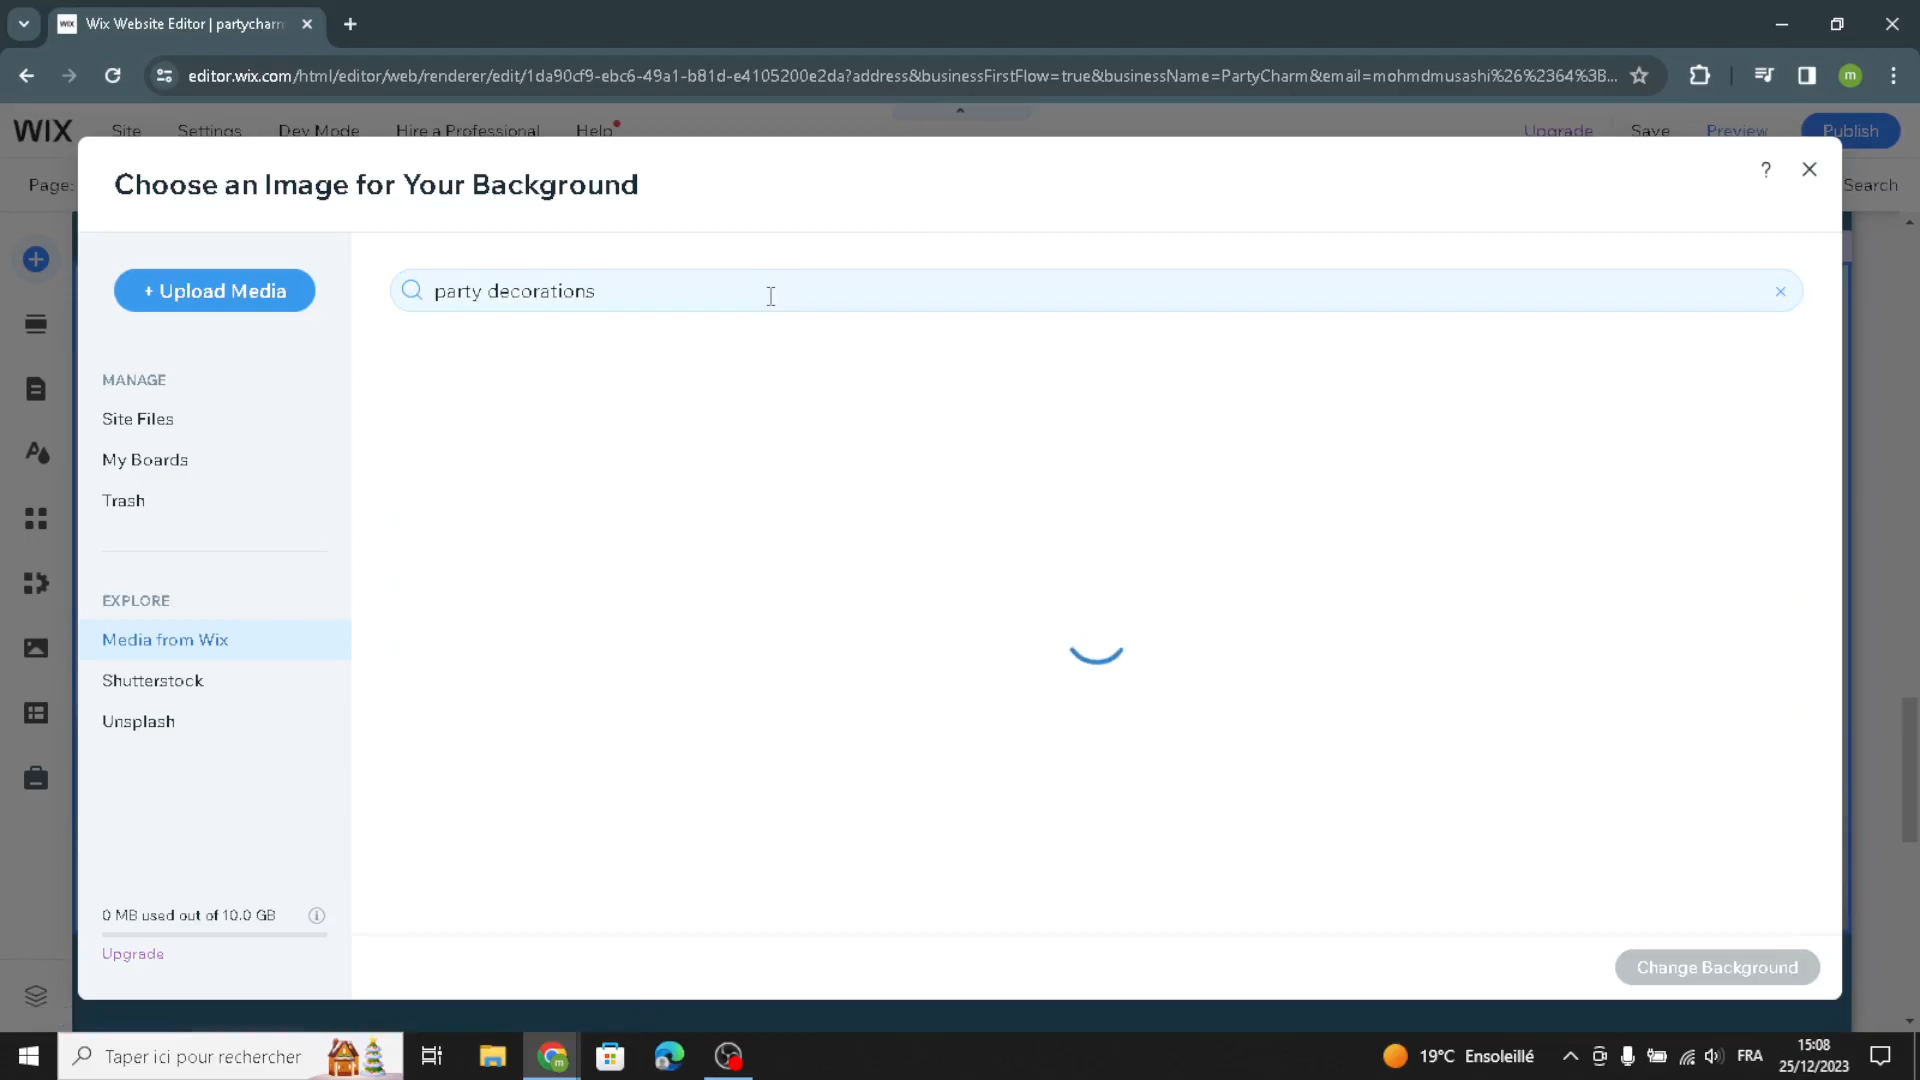 Wix Website Editor | partycharm
editor.wix.com/html/editor/web/renderer/edit/1da90cf9-ebc6-49a1-b81d-e4105200e2da?address&businessFirstFlow=true&businessName=PartyCharm&email=mohmdmusashi%26%2364%3B...
m
WIX Site Settings Dev Mode Hire a Professional Help Upgrade Save Preview Publish
Page: Search
Choose an Image for Your Background
?
+ Upload Media
party decorations
MANAGE
Site Files
My Boards
Trash
EXPLORE
Media from Wix
Shutterstock
Unsplash
0 MB used out of 10.0 GB
Upgrade
Change Background
Taper ici pour rechercher
19°C Ensoleillé
FRA
15:08
25/12/2023